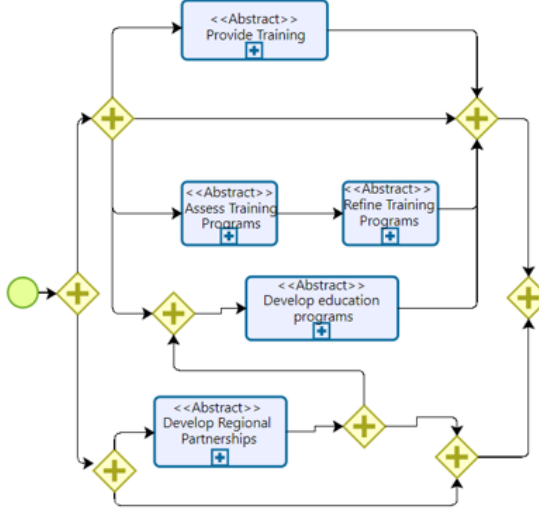 <<Abstract>>
Provide Training
<<Abstract>>
Assess Training
Programs
<<Abstract>>
Refine Training
Programs
<<Abstract>>
Develop education
programs
<<Abstract>>
Develop Regional
Partnerships